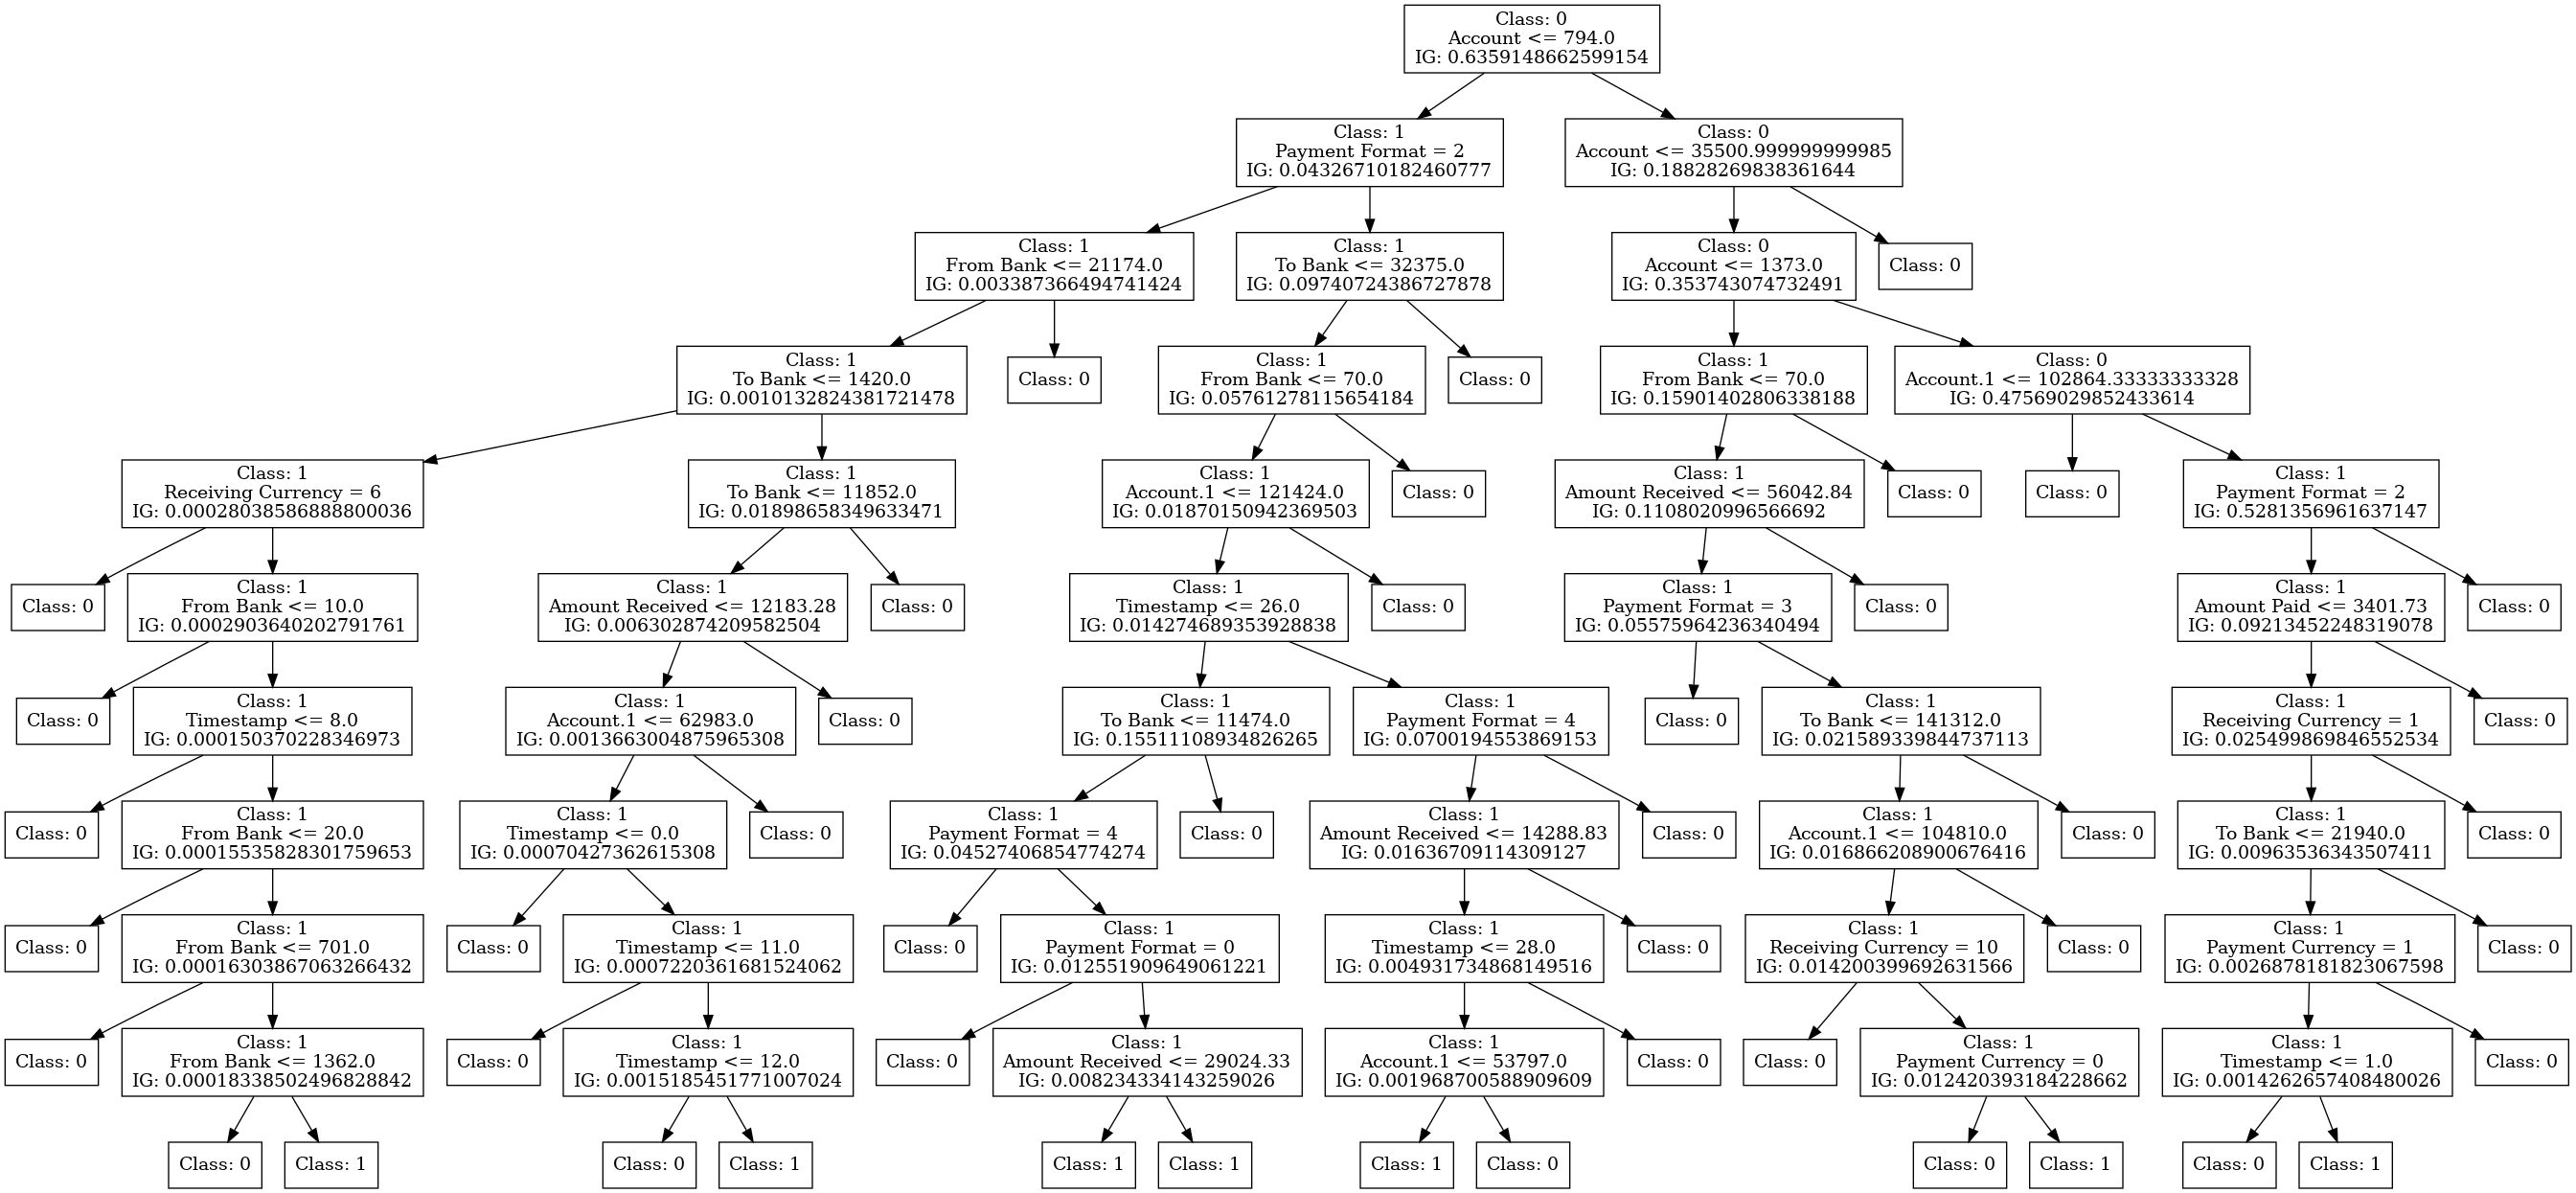 Class: 0
Account <= 794.0
IG: 0.6359148662599154
Class: 1
Payment Format = 2
IG: 0.04326710182460777
Class: 0
Account <= 35500.999999999985
IG: 0.18828269838361644
Class: 1
From Bank <= 21174.0
IG: 0.003387366494741424
Class: 1
To Bank <= 32375.0
IG: 0.09740724386727878
Class: 0
Account <= 1373.0
IG: 0.353743074732491
Class: 0
Class: 1
To Bank <= 1420.0
IG: 0.0010132824381721478
Class: 0
Class: 1
From Bank <= 70.0
IG: 0.05761278115654184
Class: 0
Class: 1
From Bank <= 70.0
IG: 0.15901402806338188
Class: 0
Account.1 <= 102864.33333333328
IG: 0.47569029852433614
Class: 1
Receiving Currency = 6
IG: 0.00028038586888800036
Class: 1
To Bank <= 11852.0
IG: 0.01898658349633471
Class: 1
Account.1 <= 121424.0
IG: 0.01870150942369503
Class: 0
Class: 1
Amount Received <= 56042.84
IG: 0.1108020996566692
Class: 0
Class: 0
Class: 1
Payment Format = 2
IG: 0.5281356961637147
Class: 0
Class: 1
From Bank <= 10.0
IG: 0.0002903640202791761
Class: 1
Amount Received <= 12183.28
IG: 0.006302874209582504
Class: 0
Class: 1
Timestamp <= 26.0
IG: 0.014274689353928838
Class: 0
Class: 1
Payment Format = 3
IG: 0.05575964236340494
Class: 0
Class: 1
Amount Paid <= 3401.73
IG: 0.09213452248319078
Class: 0
Class: 0
Class: 1
Timestamp <= 8.0
IG: 0.000150370228346973
Class: 1
Account.1 <= 62983.0
IG: 0.0013663004875965308
Class: 0
Class: 1
To Bank <= 11474.0
IG: 0.15511108934826265
Class: 1
Payment Format = 4
IG: 0.0700194553869153
Class: 0
Class: 1
To Bank <= 141312.0
IG: 0.021589339844737113
Class: 1
Receiving Currency = 1
IG: 0.025499869846552534
Class: 0
Class: 0
Class: 1
From Bank <= 20.0
IG: 0.00015535828301759653
Class: 1
Timestamp <= 0.0
IG: 0.00070427362615308
Class: 0
Class: 1
Payment Format = 4
IG: 0.04527406854774274
Class: 0
Class: 1
Amount Received <= 14288.83
IG: 0.01636709114309127
Class: 0
Class: 1
Account.1 <= 104810.0
IG: 0.016866208900676416
Class: 0
Class: 1
To Bank <= 21940.0
IG: 0.00963536343507411
Class: 0
Class: 0
Class: 1
From Bank <= 701.0
IG: 0.00016303867063266432
Class: 0
Class: 1
Timestamp <= 11.0
IG: 0.0007220361681524062
Class: 0
Class: 1
Payment Format = 0
IG: 0.012551909649061221
Class: 1
Timestamp <= 28.0
IG: 0.004931734868149516
Class: 0
Class: 1
Receiving Currency = 10
IG: 0.014200399692631566
Class: 0
Class: 1
Payment Currency = 1
IG: 0.0026878181823067598
Class: 0
Class: 0
Class: 1
From Bank <= 1362.0
IG: 0.00018338502496828842
Class: 0
Class: 1
Timestamp <= 12.0
IG: 0.0015185451771007024
Class: 0
Class: 1
Amount Received <= 29024.33
IG: 0.008234334143259026
Class: 1
Account.1 <= 53797.0
IG: 0.001968700588909609
Class: 0
Class: 0
Class: 1
Payment Currency = 0
IG: 0.012420393184228662
Class: 1
Timestamp <= 1.0
IG: 0.0014262657408480026
Class: 0
Class: 0
Class: 1
Class: 0
Class: 1
Class: 1
Class: 1
Class: 1
Class: 0
Class: 0
Class: 1
Class: 0
Class: 1